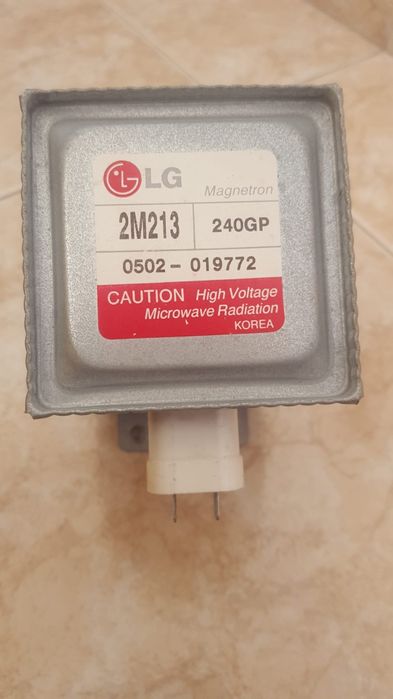 LG
Magnetron
2M213 240GP
0502 - 019772
CAUTION High Voltage
Microwave Radiation
KOREA